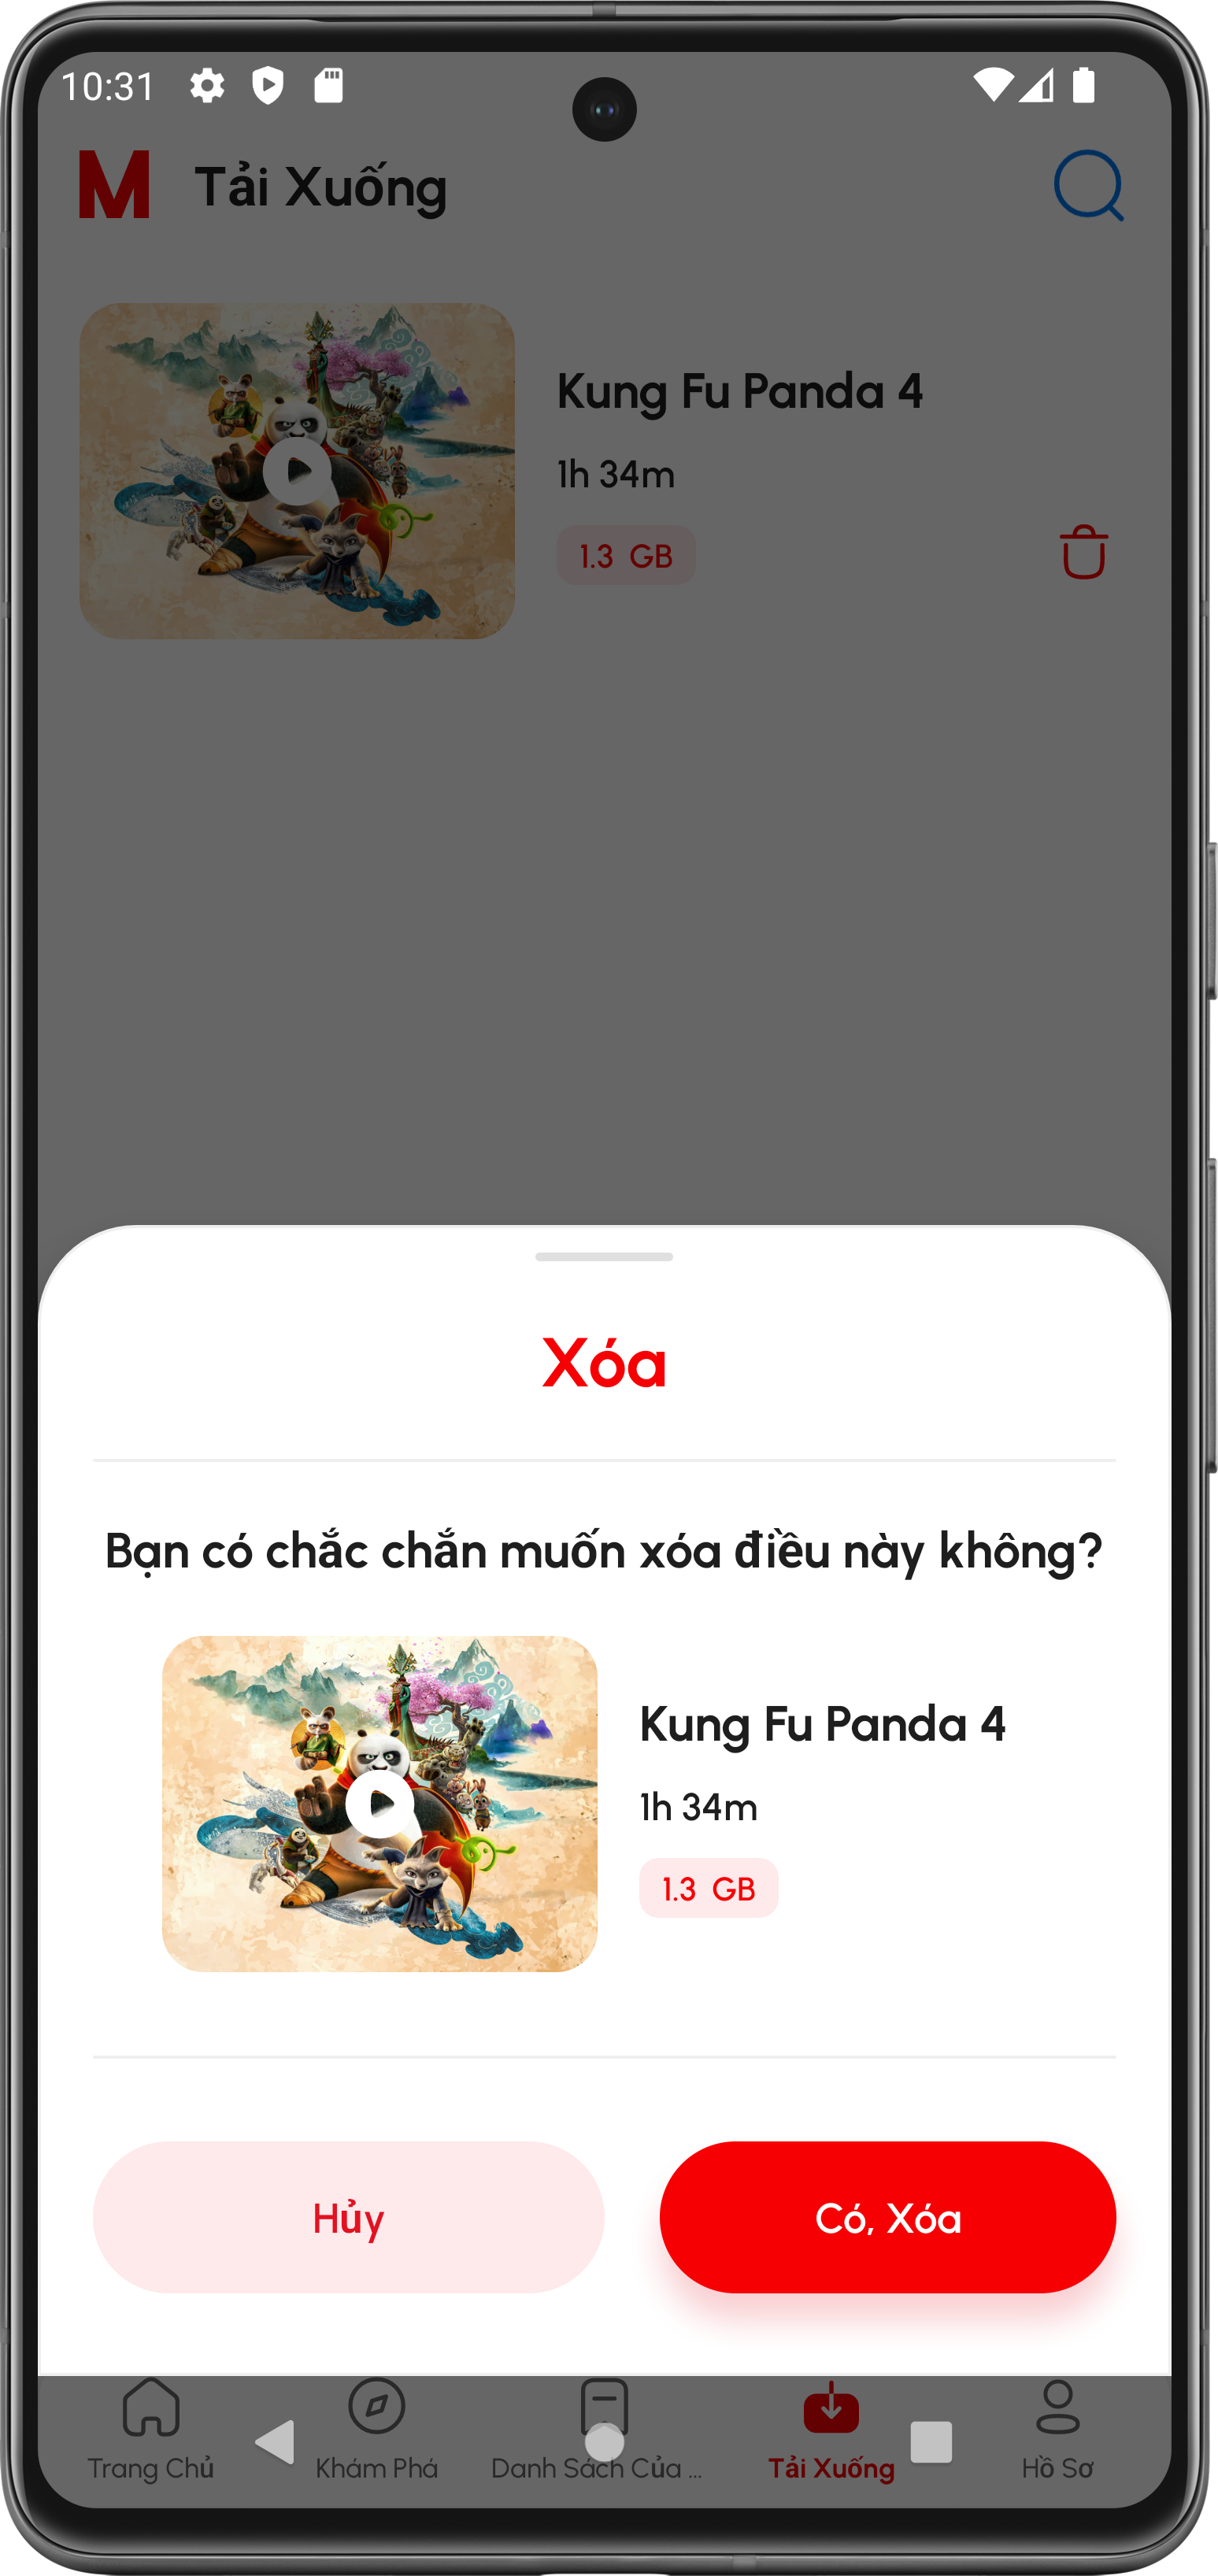 10:31
M Tải Xuống
Kung Fu Panda 4
1h 34m
1.3 GB
Xóa
Bạn có chắc chắn muốn xóa điều này không?
Kung Fu Panda 4
1h 34m
1.3 GB
Hủy
Có, Xóa
Trang Chủ
Khám Phá
Danh Sách Của ...
Tải Xuống
Hồ Sơ